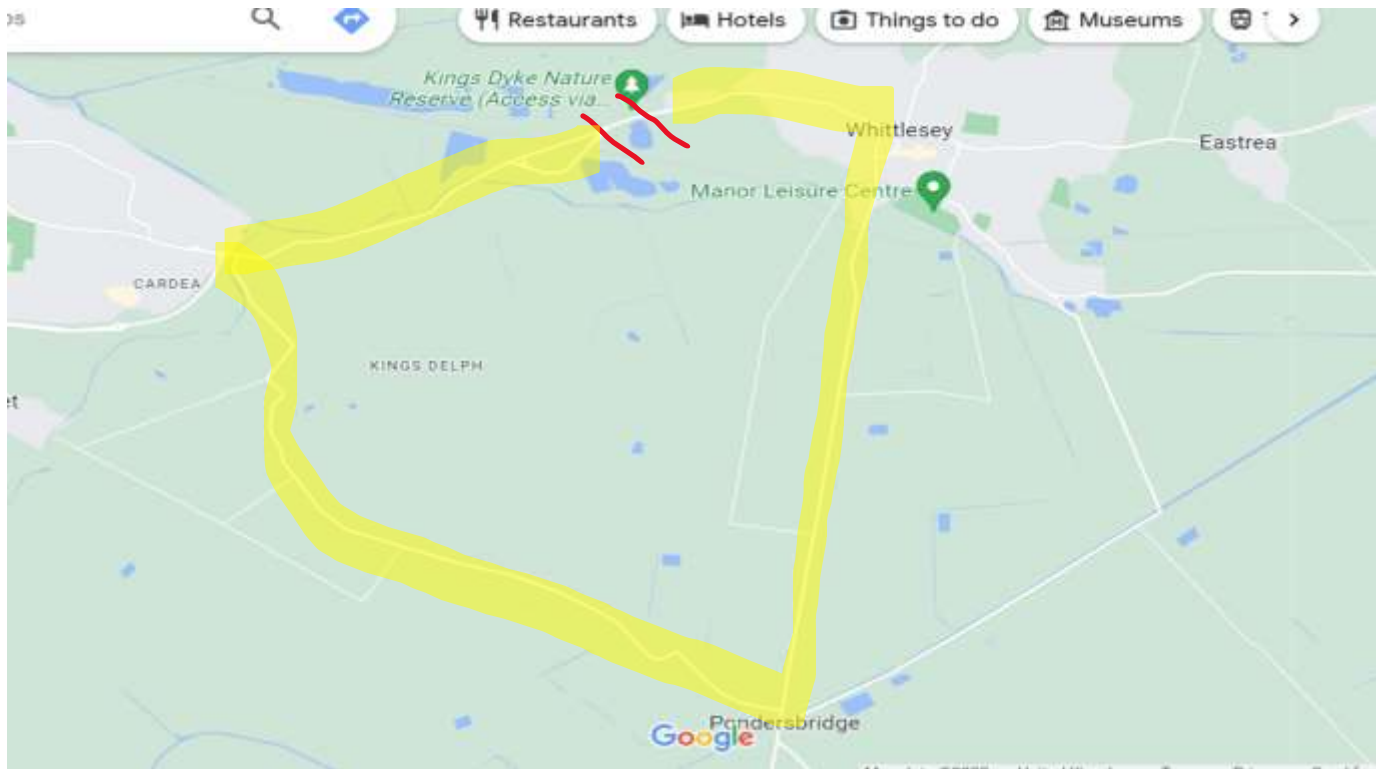 Restaurants
Hotels
Things to do
Museums
Kings Dyke Nature
Reserve (Access via...
Whittlesey
Eastrea
Manor Leisure Centre
CARDEA
KINGS DELPH
Pondersbridge
Google